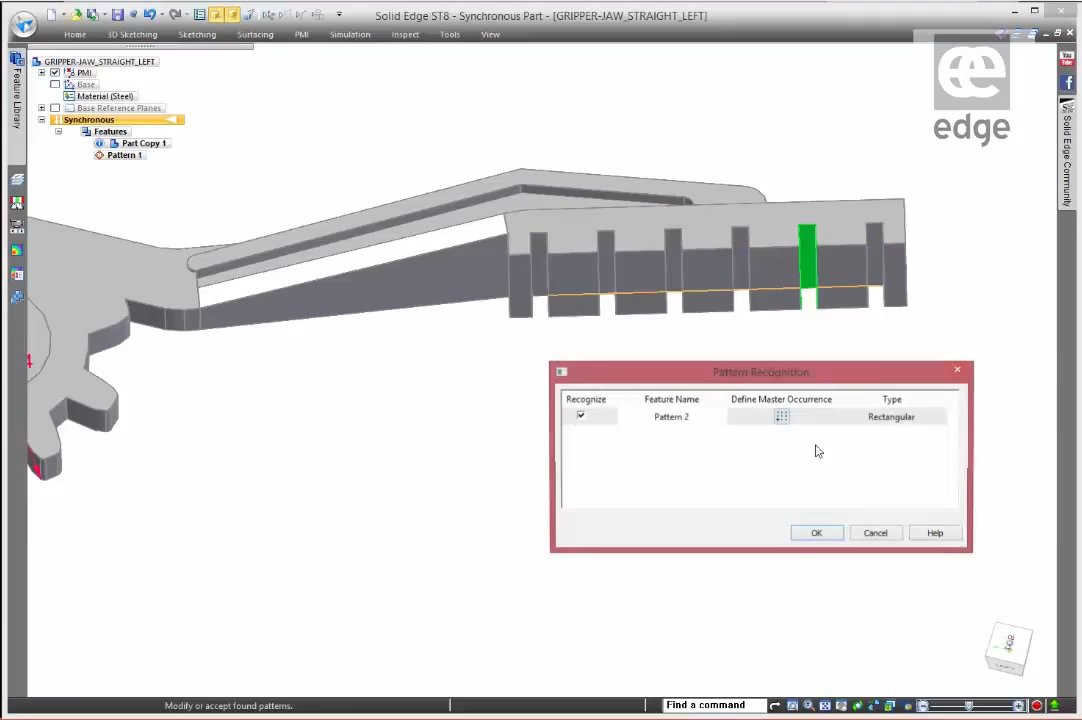 Solid Edge ST8 - Synchronous Part - [GRIPPER-JAW_STRAIGHT_LEFT]
Home 3D Sketching Sketching Surfacing PMI Simulation Inspect Tools View
Feature Library
GRIPPER-JAW_STRAIGHT_LEFT
PMI
Base
Material (Steel)
Base Reference Planes
Synchronous
Features
Part Copy 1
Pattern 1
edge
You Tube
Solid Edge Community
4
Pattern Recognition
Recognize Feature Name Define Master Occurrence Type
Pattern 2 Rectangular
OK Cancel Help
Modify or accept found patterns.
Find a command